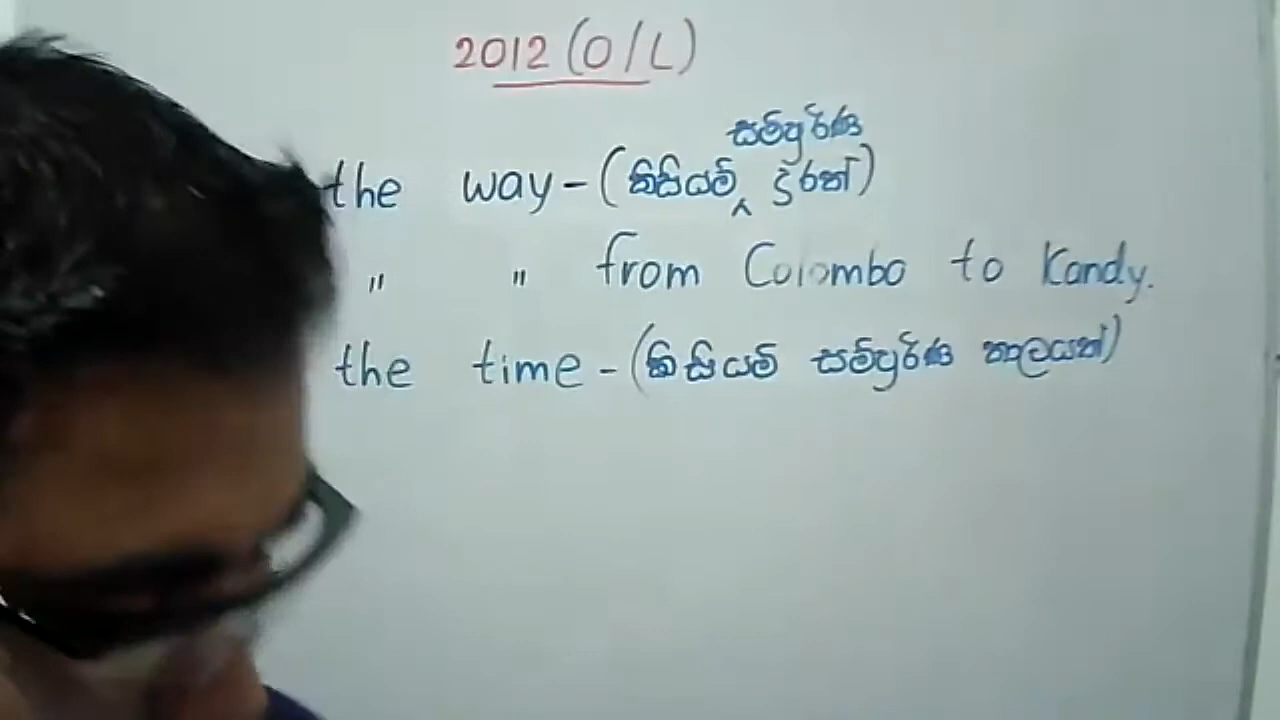 2012 (O/L)
සම්පුර්ණ
the way - (කිසියම් ‸ දුරක්)
" " from Colombo to Kandy.
the time - (කිසියම් සම්පුර්ණ කාලයක්)